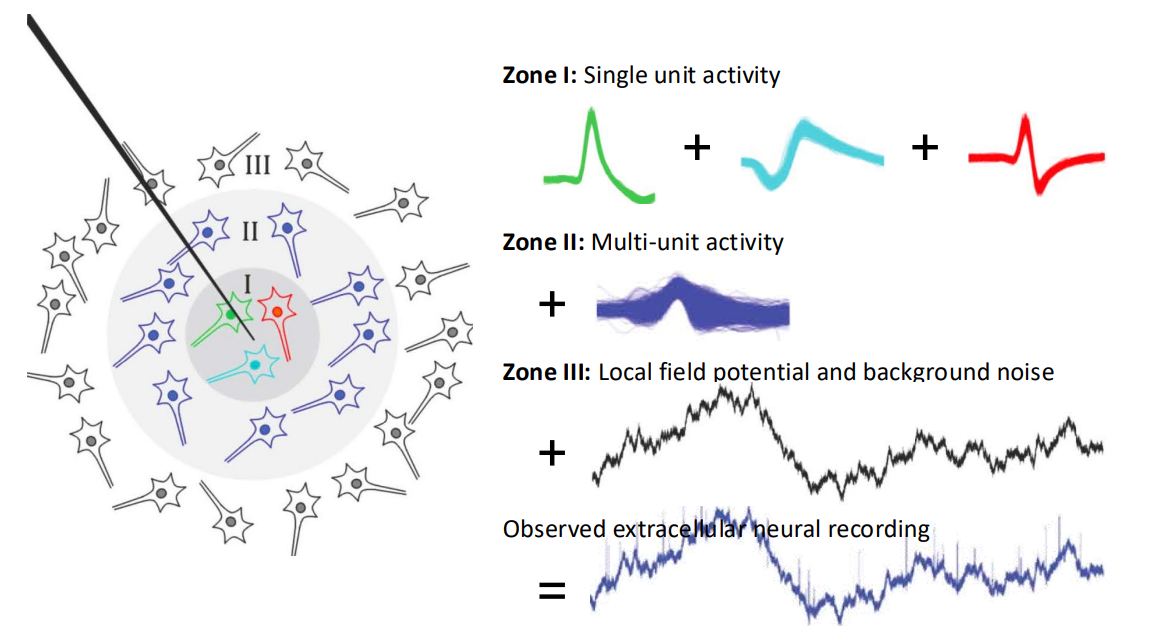 III
II
I
Zone I: Single unit activity
+ +
Zone II: Multi-unit activity
+
Zone III: Local field potential and background noise
+
Observed extracellular neural recording
=